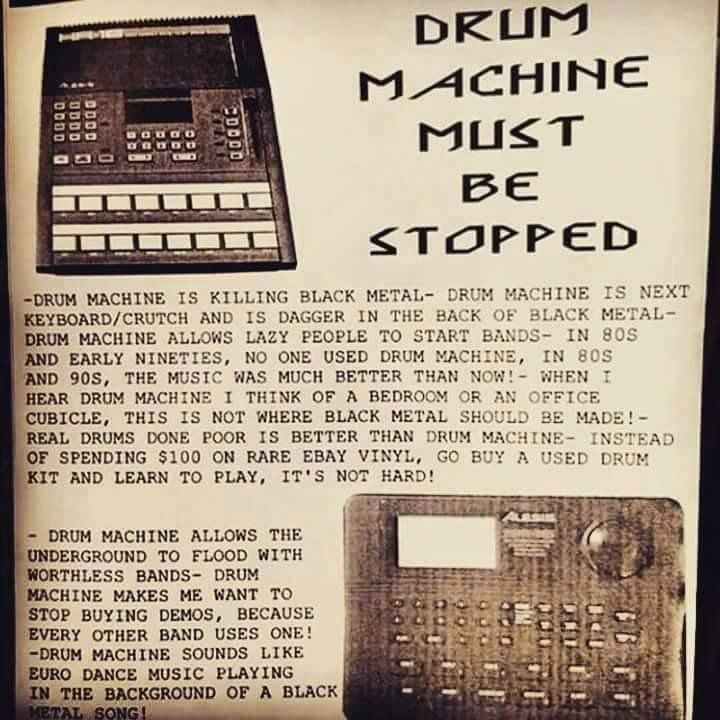 DRUM
MACHINE
MUST
BE
STOPPED
-DRUM MACHINE IS KILLING BLACK METAL- DRUM MACHINE IS NEXT
KEYBOARD/CRUTCH AND IS DAGGER IN THE BACK OF BLACK METAL-
DRUM MACHINE ALLOWS LAZY PEOPLE TO START BANDS- IN 80S
AND EARLY NINETIES, NO ONE USED DRUM MACHINE, IN 80S
AND 90S, THE MUSIC WAS MUCH BETTER THAN NOW!- WHEN I
HEAR DRUM MACHINE I THINK OF A BEDROOM OR AN OFFICE
CUBICLE, THIS IS NOT WHERE BLACK METAL SHOULD BE MADE!-
REAL DRUMS DONE POOR IS BETTER THAN DRUM MACHINE- INSTEAD
OF SPENDING $100 ON RARE EBAY VINYL, GO BUY A USED DRUM
KIT AND LEARN TO PLAY, IT'S NOT HARD!
- DRUM MACHINE ALLOWS THE
UNDERGROUND TO FLOOD WITH
WORTHLESS BANDS- DRUM
MACHINE MAKES ME WANT TO
STOP BUYING DEMOS, BECAUSE
EVERY OTHER BAND USES ONE!
-DRUM MACHINE SOUNDS LIKE
EURO DANCE MUSIC PLAYING
IN THE BACKGROUND OF A BLACK
METAL SONG!
ALESIS